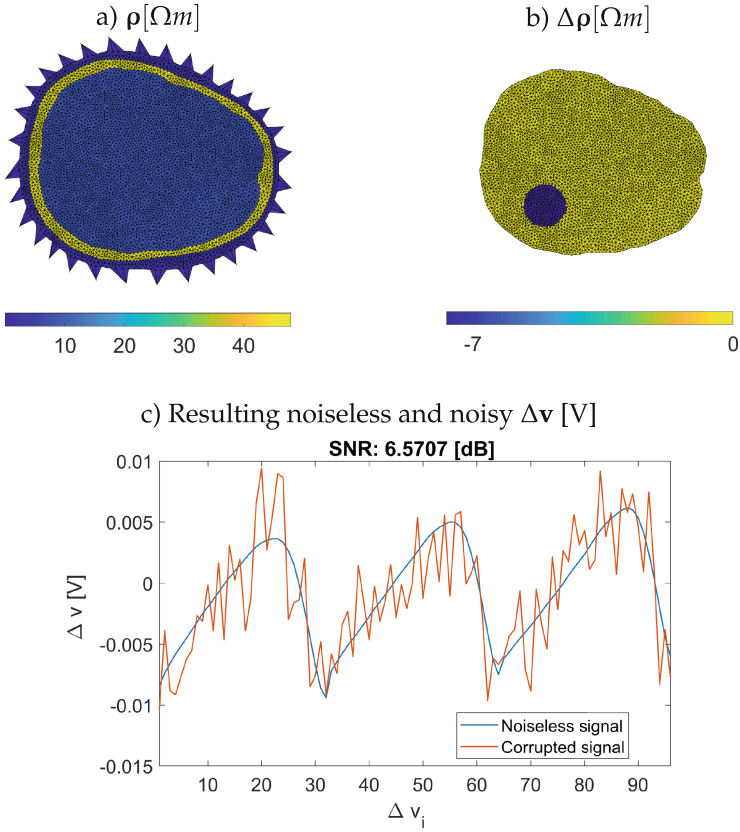 a) ρ[Ωm]
b) Δρ[Ωm]
10 20 30 40
-7 0
c) Resulting noiseless and noisy Δv [V]
SNR: 6.5707 [dB]
0.01
0.005
0
-0.005
-0.01
-0.015
Δ v [V]
Noiseless signal
Corrupted signal
10 20 30 40 50 60 70 80 90
Δ vi